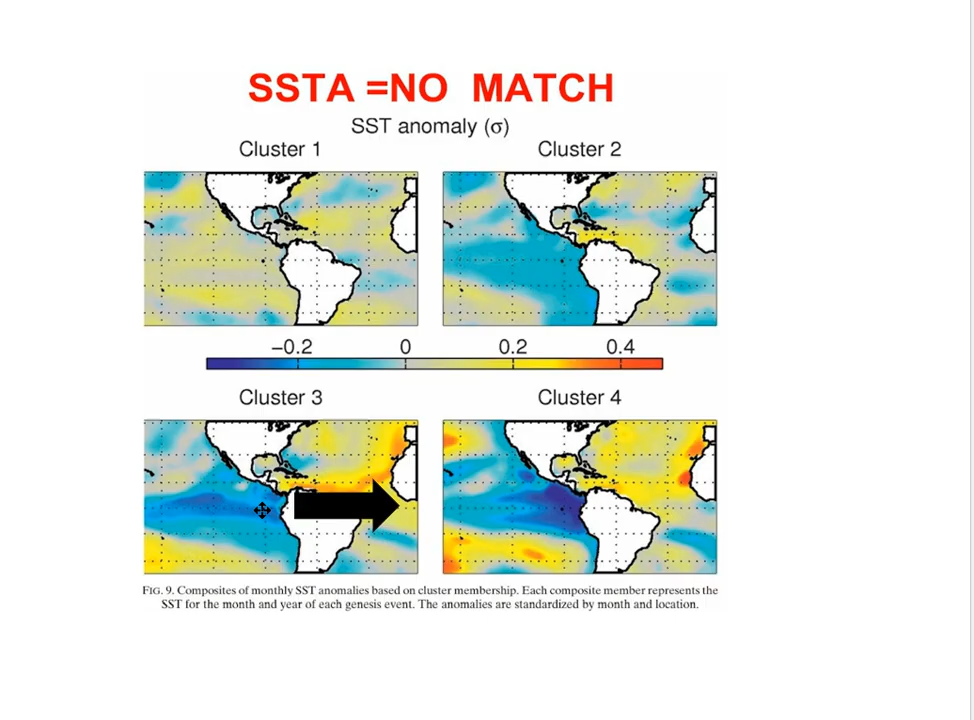 SSTA =NO MATCH
SST anomaly (σ)
Cluster 1
Cluster 2
−0.2 0 0.2 0.4
Cluster 3
Cluster 4
FIG. 9. Composites of monthly SST anomalies based on cluster membership. Each composite member represents the
SST for the month and year of each genesis event. The anomalies are standardized by month and location.